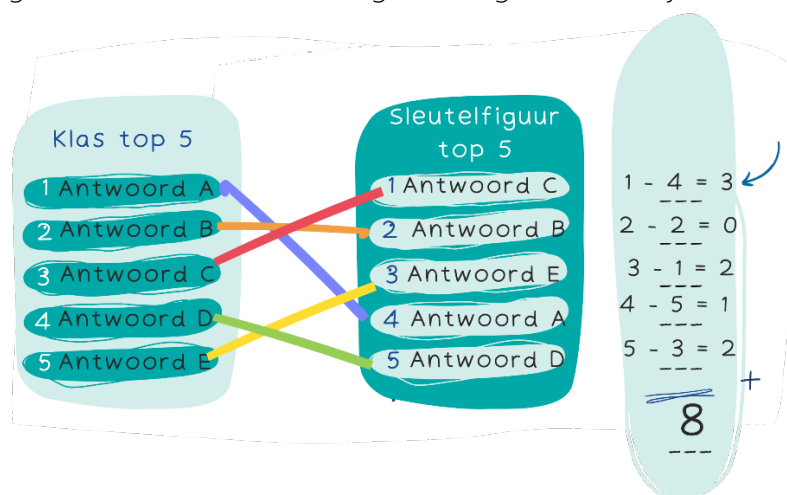 Klas top 5
1 Antwoord A
2 Antwoord B
3 Antwoord C
4 Antwoord D
5 Antwoord E
Sleutelfiguur
top 5
1 Antwoord C
2 Antwoord B
3 Antwoord E
4 Antwoord A
5 Antwoord D
1 - 4 = 3
2 - 2 = 0
3 - 1 = 2
4 - 5 = 1
5 - 3 = 2
+
8